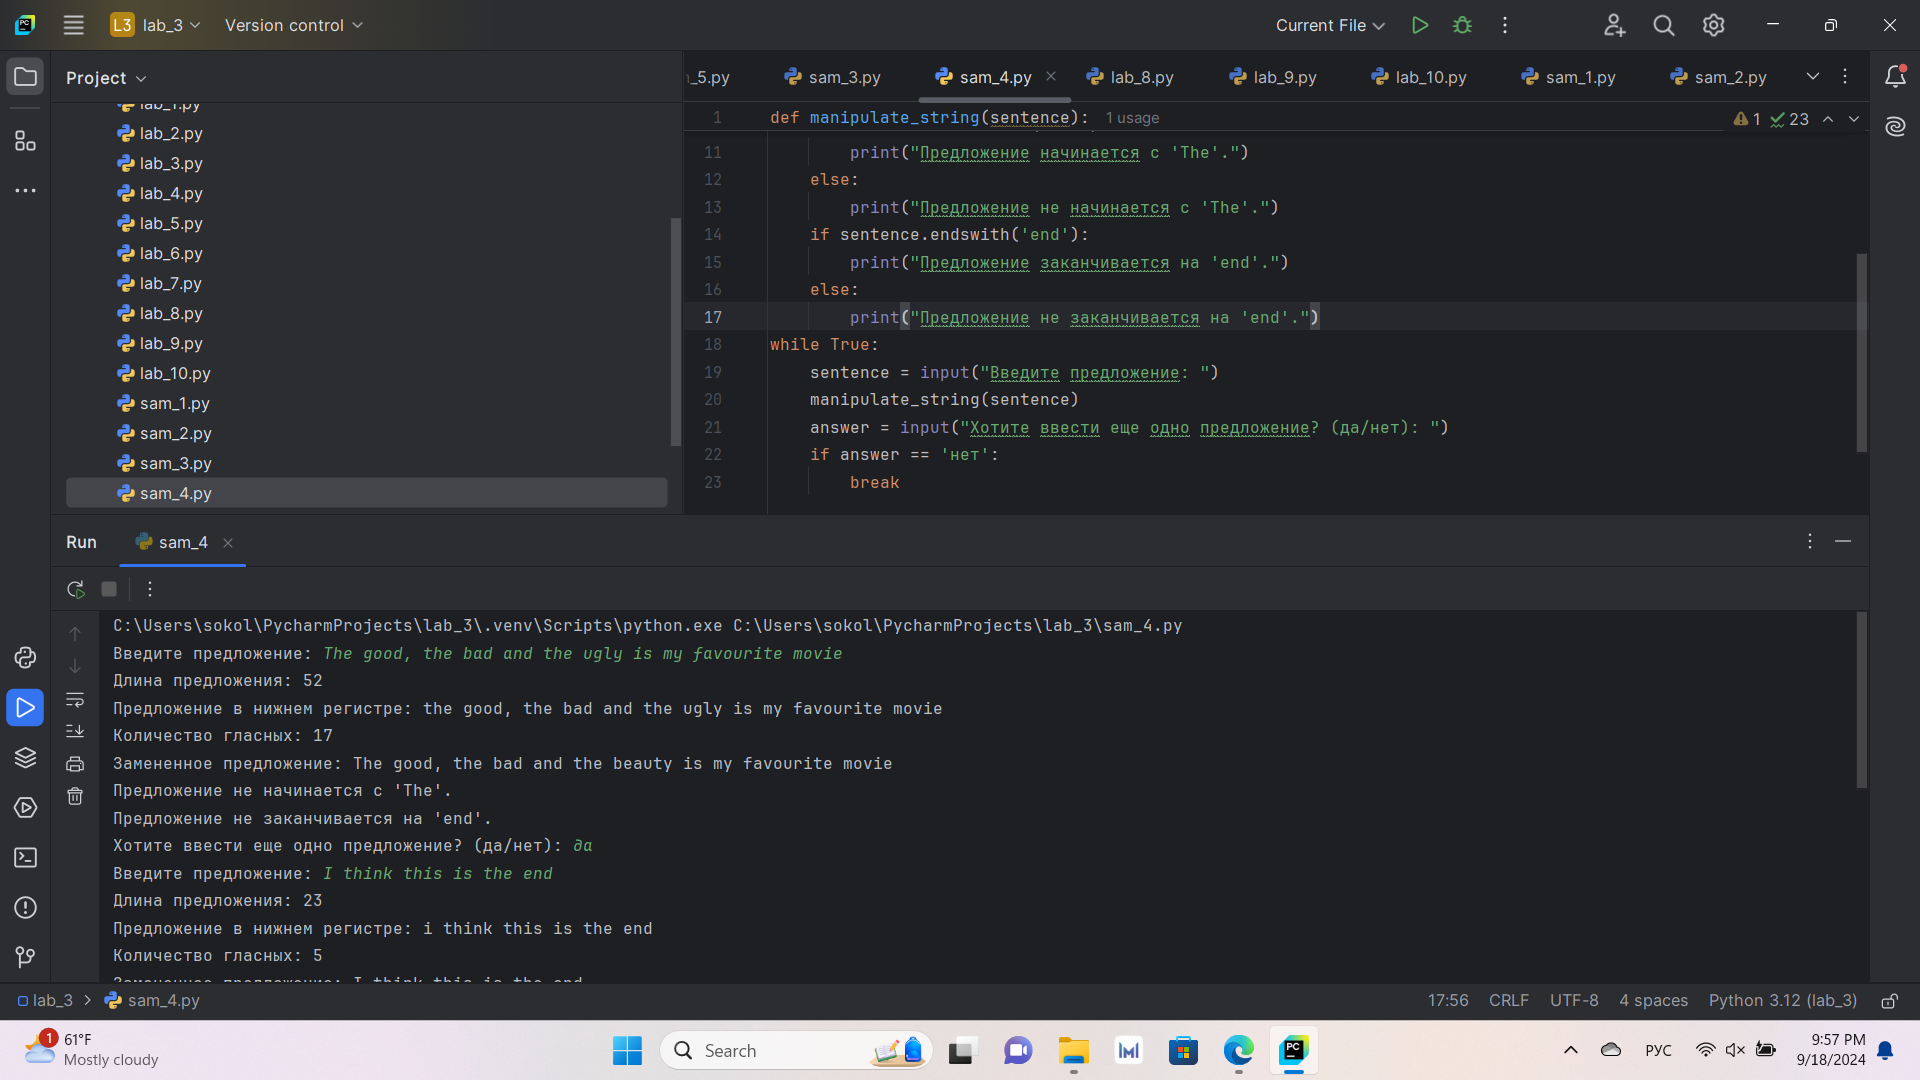 L3 lab_3 Version control Current File
Project
_5.py sam_3.py sam_4.py lab_8.py lab_9.py lab_10.py sam_1.py sam_2.py
lab_1.py
lab_2.py
lab_3.py
lab_4.py
lab_5.py
lab_6.py
lab_7.py
lab_8.py
lab_9.py
lab_10.py
sam_1.py
sam_2.py
sam_3.py
sam_4.py
1 def manipulate_string(sentence): 1 usage
1 23
11 print("Предложение начинается с 'The'.")
12 else:
13 print("Предложение не начинается с 'The'.")
14 if sentence.endswith('end'):
15 print("Предложение заканчивается на 'end'.")
16 else:
17 print("Предложение не заканчивается на 'end'.")
18 while True:
19 sentence = input("Введите предложение: ")
20 manipulate_string(sentence)
21 answer = input("Хотите ввести еще одно предложение? (да/нет): ")
22 if answer == 'нет':
23 break
Run sam_4
C:\Users\sokol\PycharmProjects\lab_3\.venv\Scripts\python.exe C:\Users\sokol\PycharmProjects\lab_3\sam_4.py
Введите предложение: The good, the bad and the ugly is my favourite movie
Длина предложения: 52
Предложение в нижнем регистре: the good, the bad and the ugly is my favourite movie
Количество гласных: 17
Замененное предложение: The good, the bad and the beauty is my favourite movie
Предложение не начинается с 'The'.
Предложение не заканчивается на 'end'.
Хотите ввести еще одно предложение? (да/нет): да
Введите предложение: I think this is the end
Длина предложения: 23
Предложение в нижнем регистре: i think this is the end
Количество гласных: 5
Замененное предложение: I think this is the end
lab_3 sam_4.py 17:56 CRLF UTF-8 4 spaces Python 3.12 (lab_3)
1 61°F
Mostly cloudy
Search
PC
РУС
9:57 PM
9/18/2024